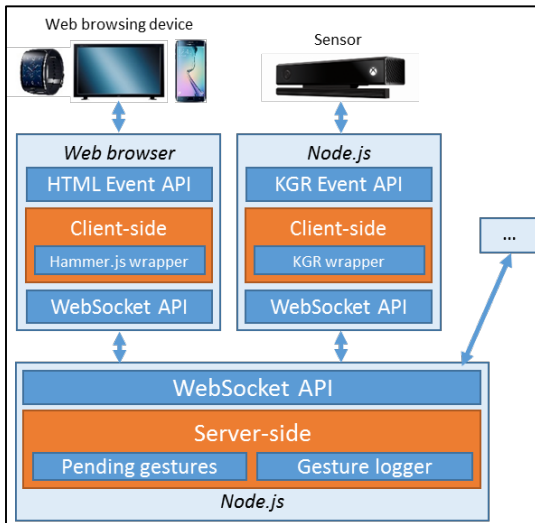 Web browsing device
Sensor
Web browser
HTML Event API
Client-side
Hammer.js wrapper
WebSocket API
Node.js
KGR Event API
Client-side
KGR wrapper
WebSocket API
...
WebSocket API
Server-side
Pending gestures
Gesture logger
Node.js